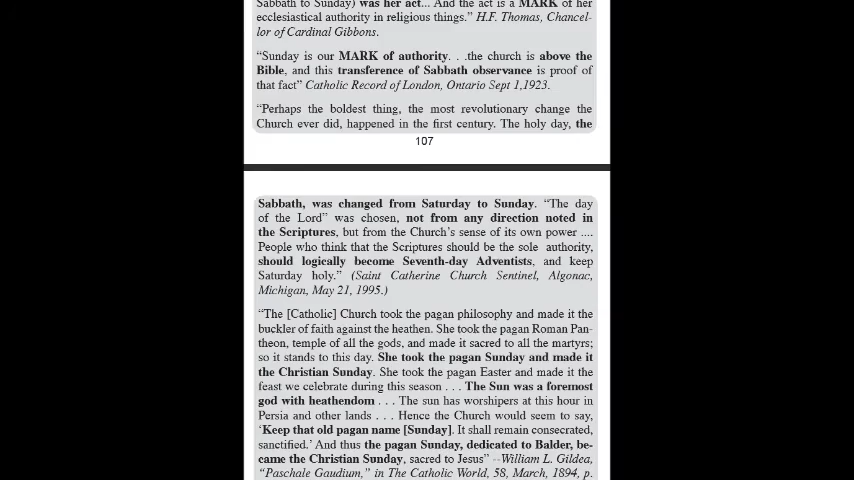 Sabbath to Sunday) was her act... And the act is a MARK of her
ecclesiastical authority in religious things.” H.F. Thomas, Chancel-
lor of Cardinal Gibbons.
“Sunday is our MARK of authority. . .the church is above the
Bible, and this transference of Sabbath observance is proof of
that fact” Catholic Record of London, Ontario Sept 1,1923.
“Perhaps the boldest thing, the most revolutionary change the
Church ever did, happened in the first century. The holy day, the
107
Sabbath, was changed from Saturday to Sunday. “The day
of the Lord” was chosen, not from any direction noted in
the Scriptures, but from the Church’s sense of its own power ....
People who think that the Scriptures should be the sole authority,
should logically become Seventh-day Adventists, and keep
Saturday holy.” (Saint Catherine Church Sentinel, Algonac,
Michigan, May 21, 1995.)
“The [Catholic] Church took the pagan philosophy and made it the
buckler of faith against the heathen. She took the pagan Roman Pan-
theon, temple of all the gods, and made it sacred to all the martyrs;
so it stands to this day. She took the pagan Sunday and made it
the Christian Sunday. She took the pagan Easter and made it the
feast we celebrate during this season . . . The Sun was a foremost
god with heathendom . . . The sun has worshipers at this hour in
Persia and other lands . . . Hence the Church would seem to say,
‘Keep that old pagan name [Sunday]. It shall remain consecrated,
sanctified.’ And thus the pagan Sunday, dedicated to Balder, be-
came the Christian Sunday, sacred to Jesus” --William L. Gildea,
“Paschale Gaudium,” in The Catholic World, 58, March, 1894, p.